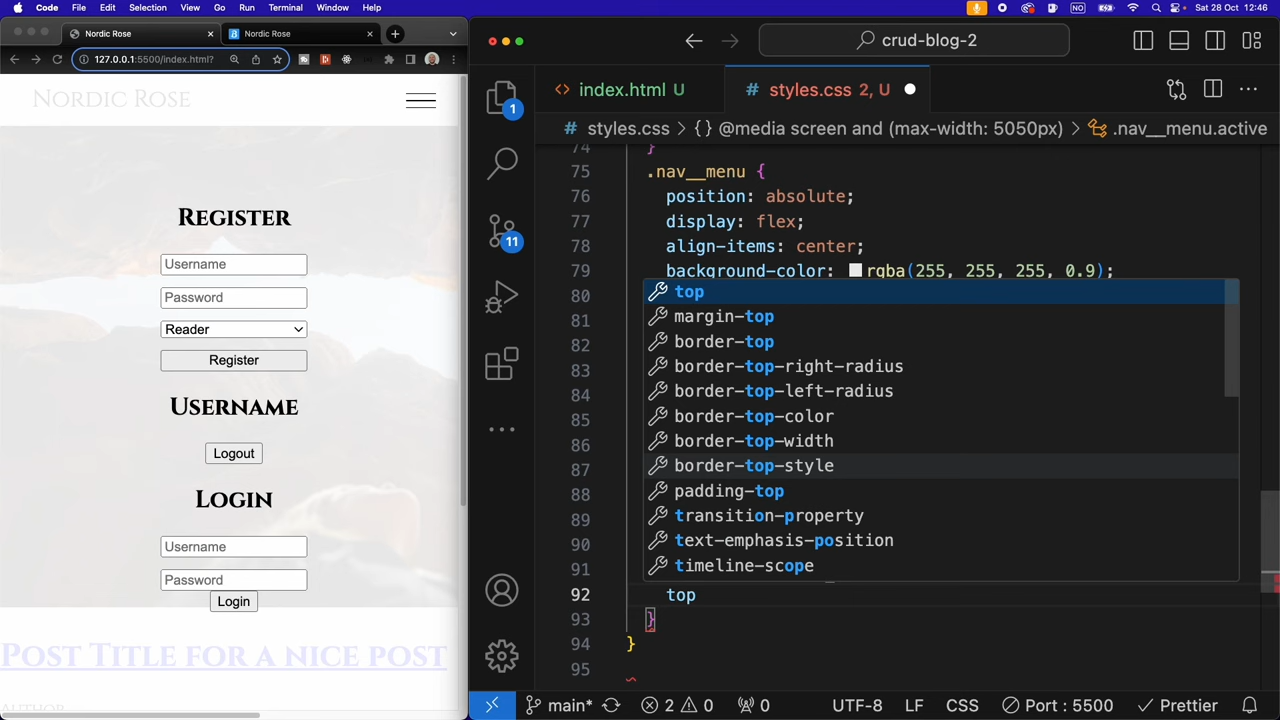 Code File Edit Selection View Go Run Terminal Window Help
NO
Sat 28 Oct 12:46
Nordic Rose
Nordic Rose
127.0.0.1:5500/index.html?
Nordic Rose
Register
Username
Password
Reader
Register
Username
Logout
Login
Username
Password
Login
Post Title for a nice post
crud-blog-2
index.html U
# styles.css 2, U
# styles.css > {} @media screen and (max-width: 5050px) > .nav__menu.active
1
11
74 }
75 .nav__menu {
76 position: absolute;
77 display: flex;
78 align-items: center;
79 background-color: rgba(255, 255, 255, 0.9);
80
81
82
83
84
85
86
87
88
89
90
91
92 top
93 }
94 }
95
top
margin-top
border-top
border-top-right-radius
border-top-left-radius
border-top-color
border-top-width
border-top-style
padding-top
transition-property
text-emphasis-position
timeline-scope
main* 2 0 0 UTF-8 LF CSS Port : 5500 Prettier